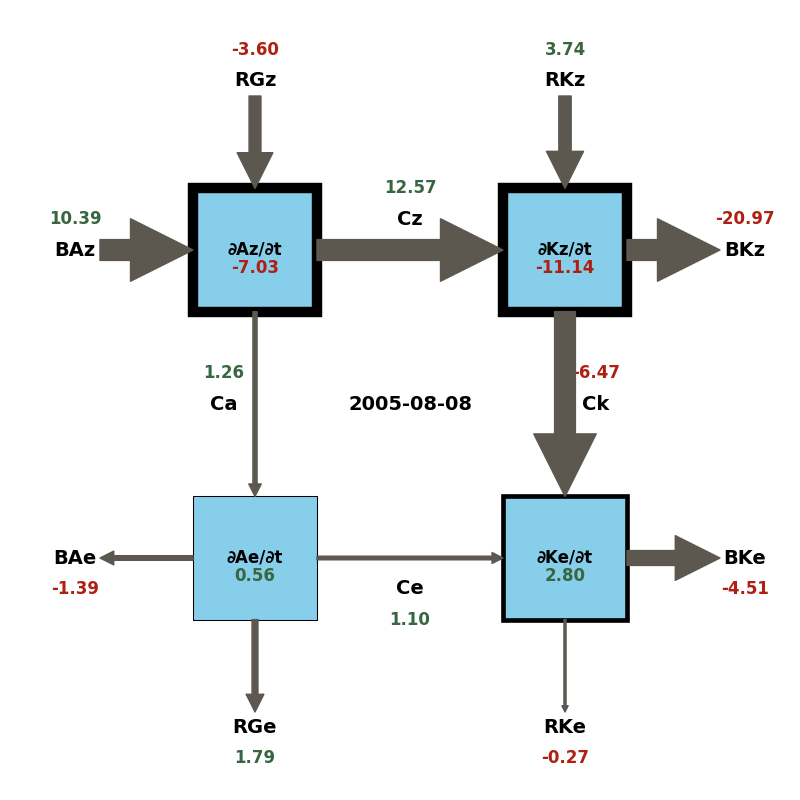 -3.60
RGz
3.74
RKz
10.39
BAz
12.57
Cz
-20.97
BKz
∂Az/∂t
-7.03
∂Kz/∂t
-11.14
1.26
Ca
2005-08-08
-6.47
Ck
BAe
-1.39
∂Ae/∂t
0.56
Ce
1.10
∂Ke/∂t
2.80
BKe
-4.51
RGe
1.79
RKe
-0.27